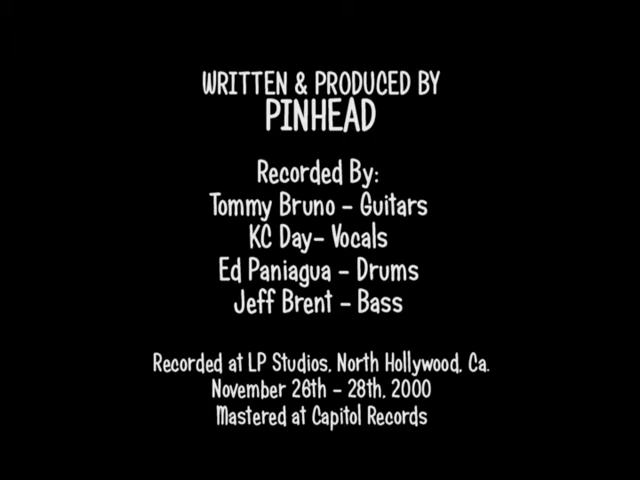 WRITTEN & PRODUCED BY
PINHEAD
Recorded By:
Tommy Bruno - Guitars
KC Day- Vocals
Ed Paniagua - Drums
Jeff Brent - Bass
Recorded at LP Studios, North Hollywood, Ca.
November 26th - 28th, 2000
Mastered at Capitol Records